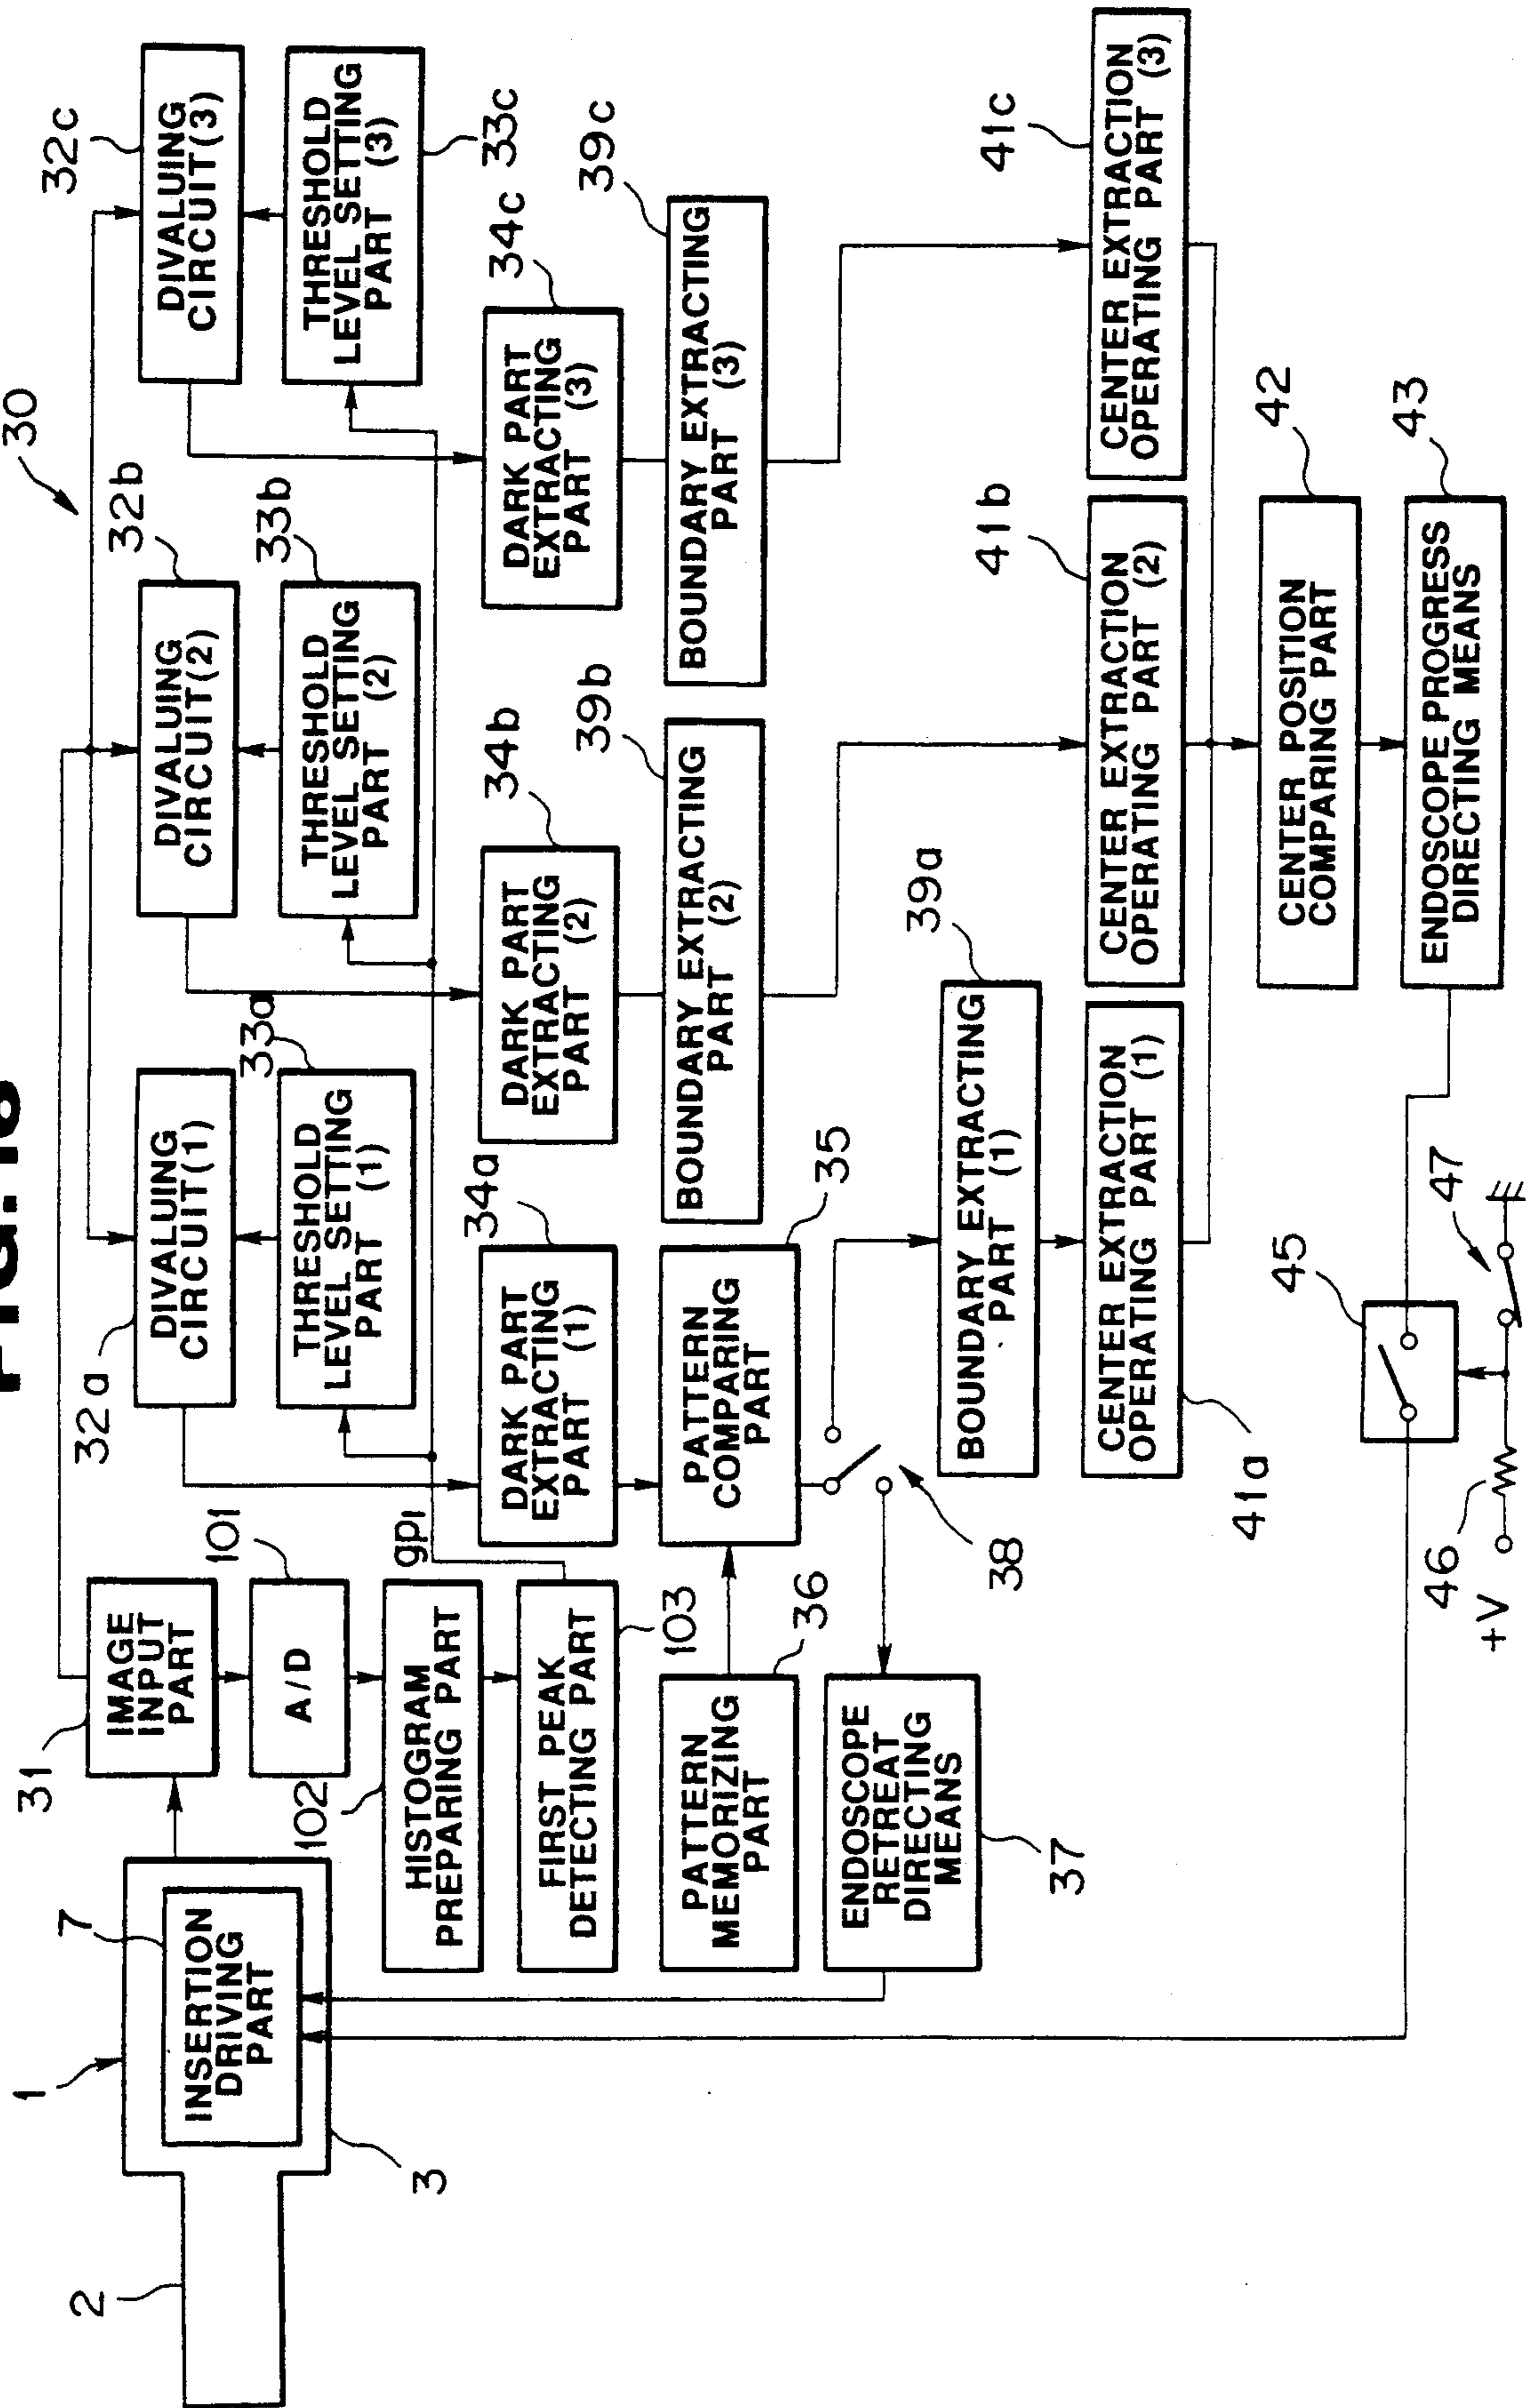 30
1
7
INSERTION
DRIVING
PART
2
3
31
IMAGE
INPUT
PART
101
A/D
102
HISTOGRAM
PREPARING PART
gp1
FIRST PEAK
DETECTING PART
103
32a
DIVALUING
CIRCUIT(1)
33a
THRESHOLD
LEVEL SETTING
PART (1)
32b
DIVALUING
CIRCUIT(2)
33b
THRESHOLD
LEVEL SETTING
PART (2)
32c
DIVALUING
CIRCUIT(3)
THRESHOLD
LEVEL SETTING
PART (3)
33c
34a
DARK PART
EXTRACTING
PART (1)
34b
DARK PART
EXTRACTING
PART (2)
34c
DARK PART
EXTRACTING
PART (3)
36
PATTERN
MEMORIZING
PART
35
PATTERN
COMPARING
PART
39b
BOUNDARY EXTRACTING
PART (2)
39c
BOUNDARY EXTRACTING
PART (3)
ENDOSCOPE
RETREAT
DIRECTING
MEANS
37
38
39a
BOUNDARY EXTRACTING
PART (1)
CENTER EXTRACTION
OPERATING PART (1)
41a
41b
CENTER EXTRACTION
OPERATING PART (2)
41c
CENTER EXTRACTION
OPERATING PART (3)
42
CENTER POSITION
COMPARING PART
43
ENDOSCOPE PROGRESS
DIRECTING MEANS
45
47
46
+V